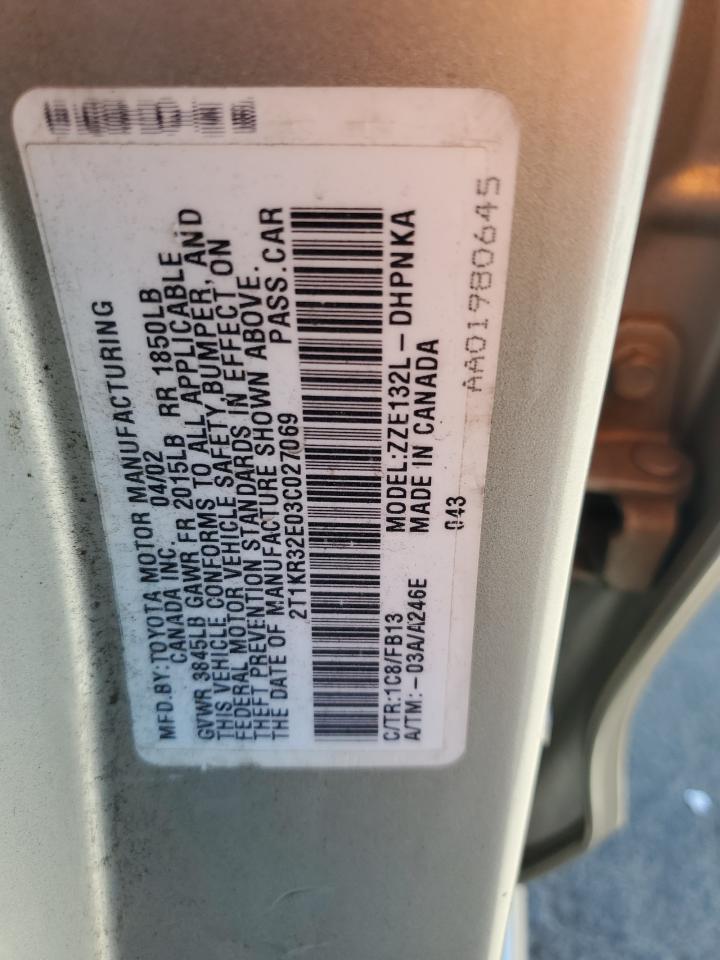 MFD.BY:TOYOTA MOTOR MANUFACTURING
CANADA INC. 04/02
GVWR 3845LB GAWR FR 2015LB RR 1850LB
THIS VEHICLE CONFORMS TO ALL APPLICABLE
FEDERAL MOTOR VEHICLE SAFETY, BUMPER, AND
THEFT PREVENTION STANDARDS IN EFFECT ON
THE DATE OF MANUFACTURE SHOWN ABOVE.
2T1KR32E03C027069 PASS.CAR
C/TR:1C8/FB13 MODEL:ZZE132L-DHPNKA
A/TM:-03A/A246E MADE IN CANADA
043
AA01980645